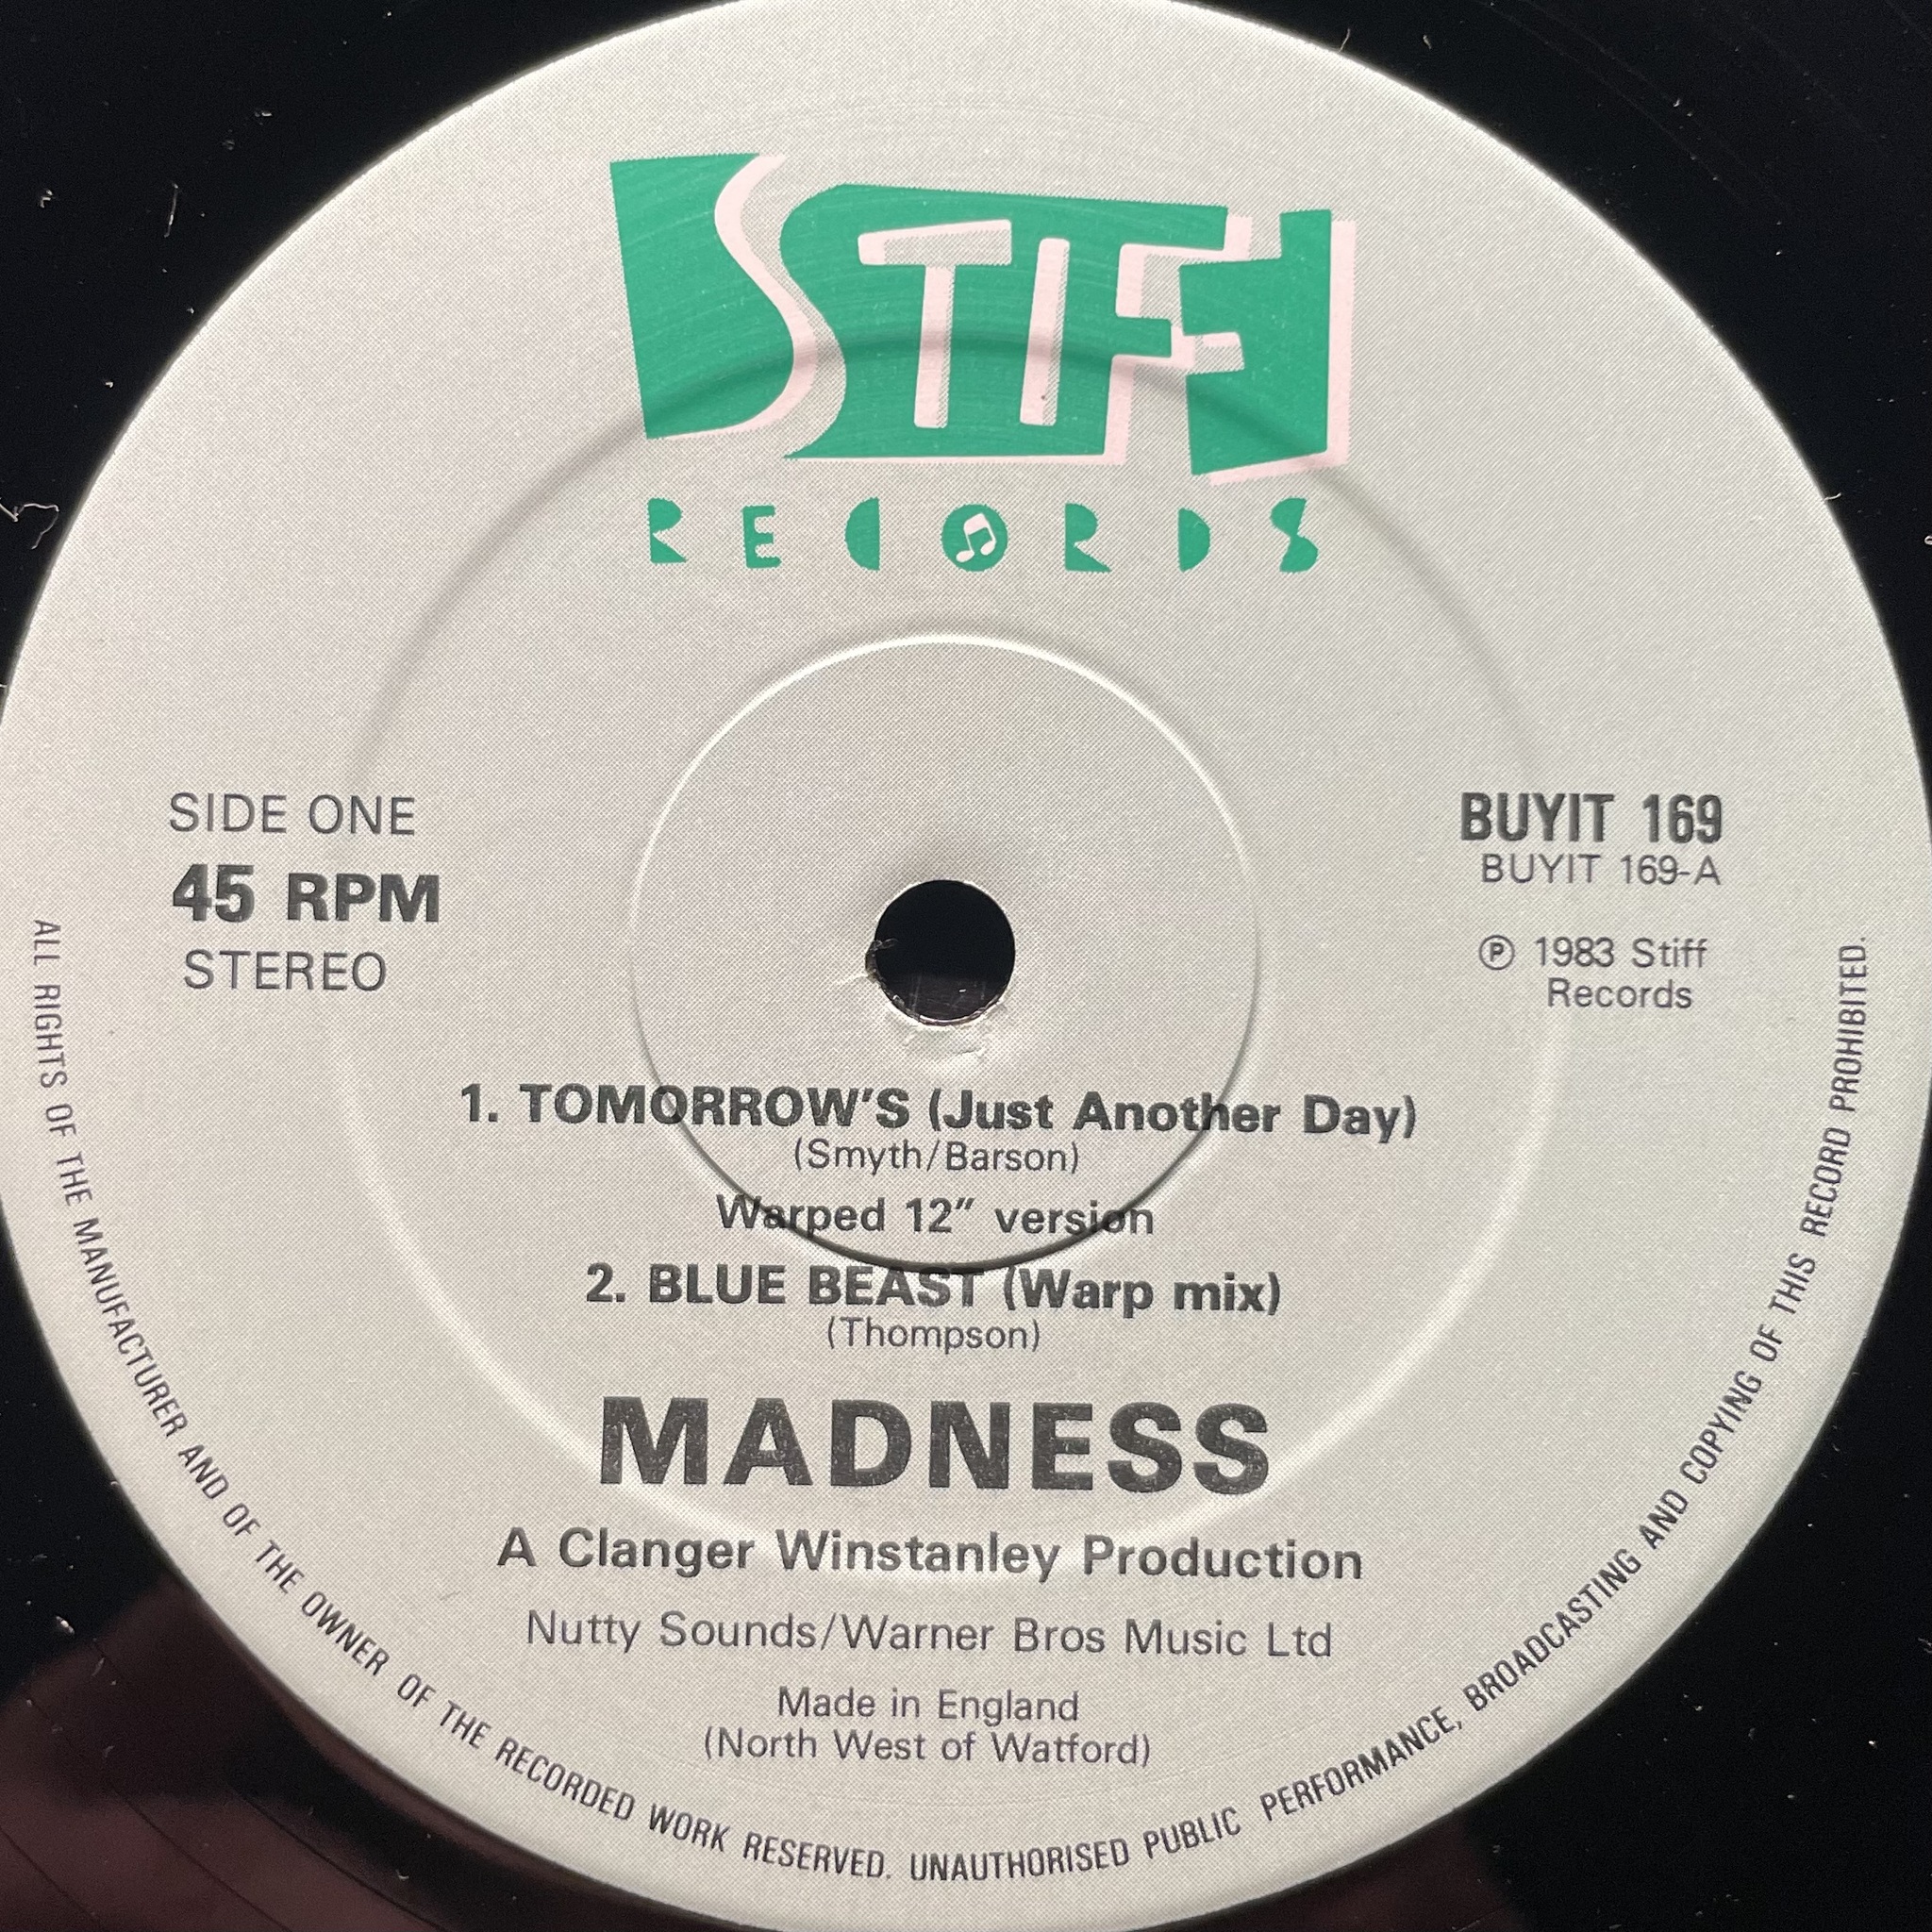 STIFF
RECORDS
SIDE ONE
45 RPM
STEREO
BUYIT 169
BUYIT 169-A
℗ 1983 Stiff
Records
1. TOMORROW'S (Just Another Day)
(Smyth/Barson)
Warped 12" version
2. BLUE BEAST (Warp mix)
(Thompson)
MADNESS
A Clanger Winstanley Production
Nutty Sounds/Warner Bros Music Ltd
Made in England
(North West of Watford)
ALL RIGHTS OF THE MANUFACTURER AND OF THE OWNER OF THE RECORDED WORK RESERVED. UNAUTHORISED PUBLIC PERFORMANCE, BROADCASTING AND COPYING OF THIS RECORD PROHIBITED.